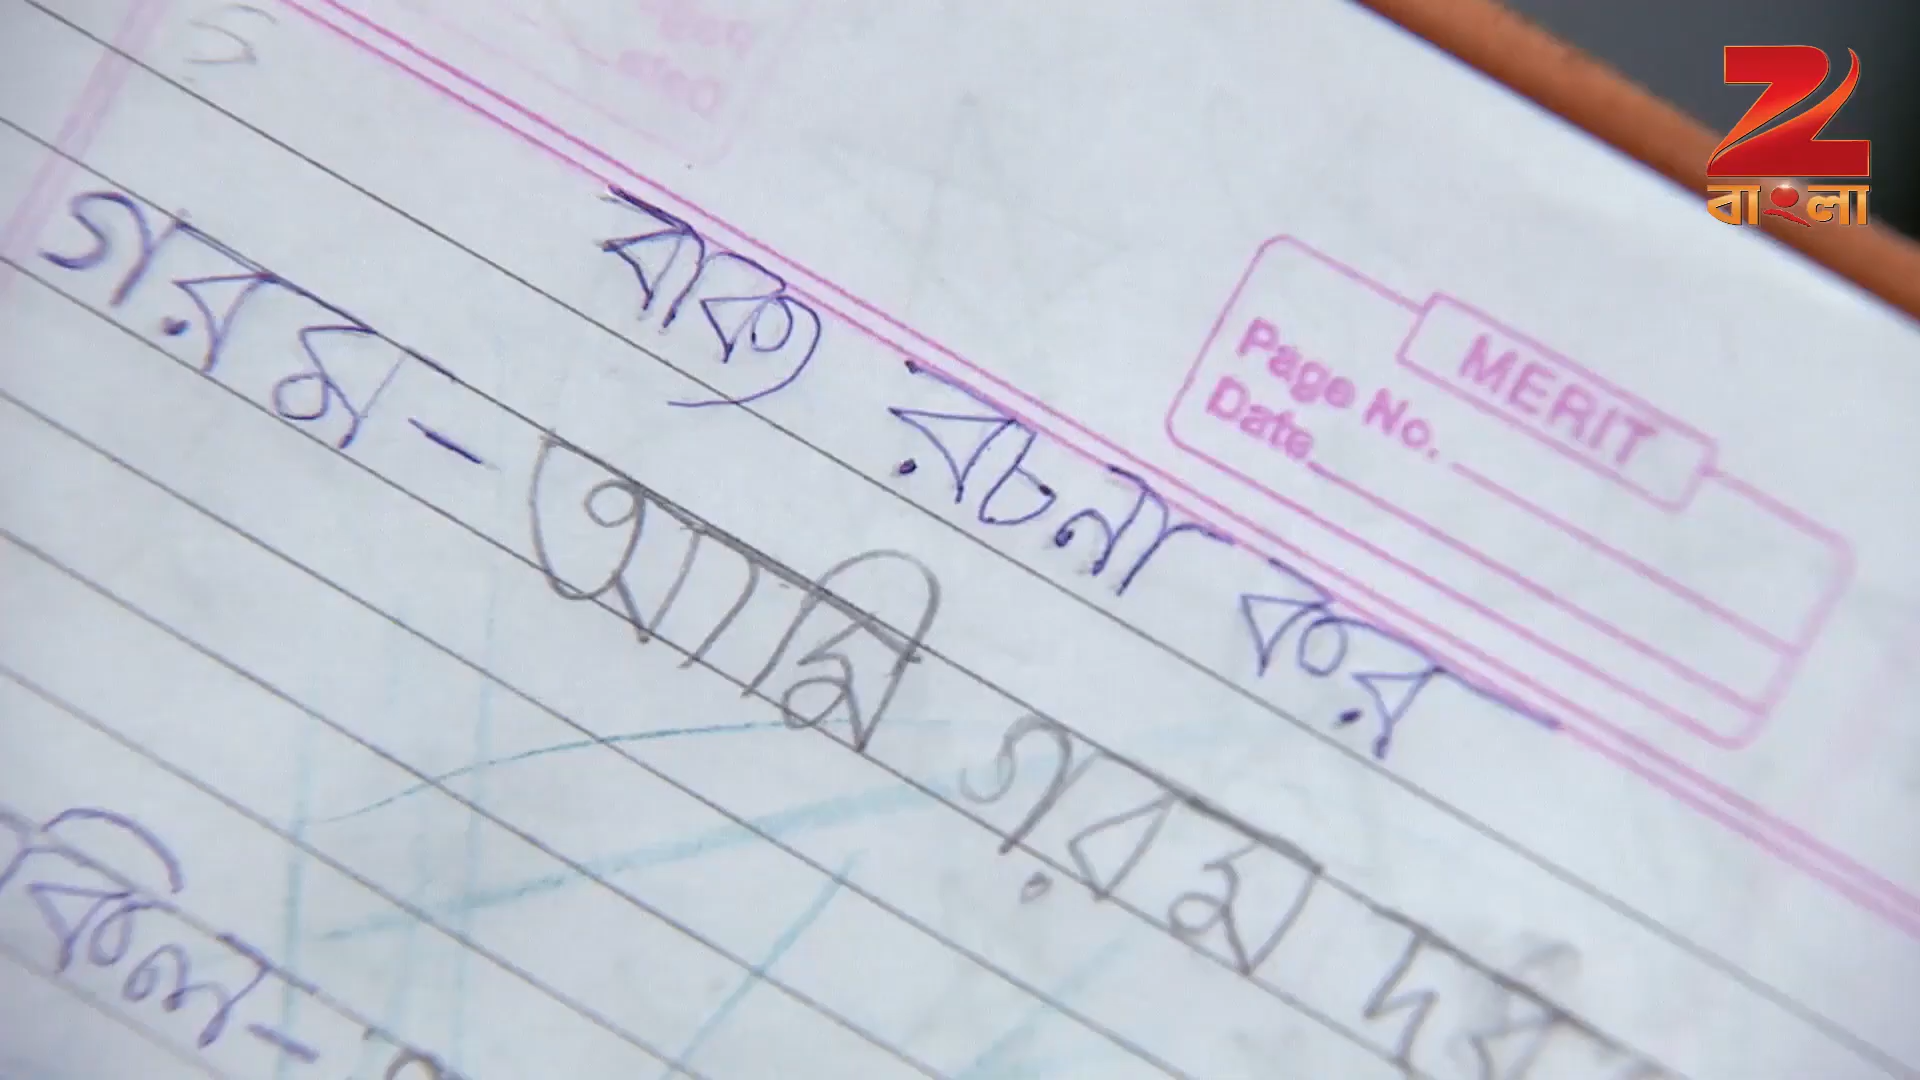 বাংলা
MERIT
Page No.
Date
বাক্য রচনা কর
গরম - আমি গরম